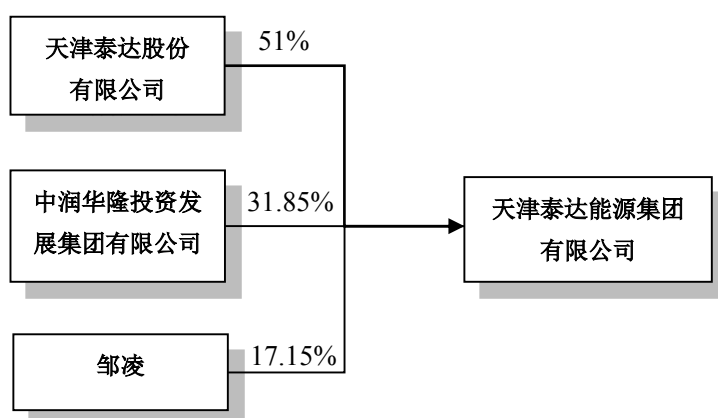 天津泰达股份
有限公司
51%
中润华隆投资发
展集团有限公司
31.85%
邹凌
17.15%
天津泰达能源集团
有限公司